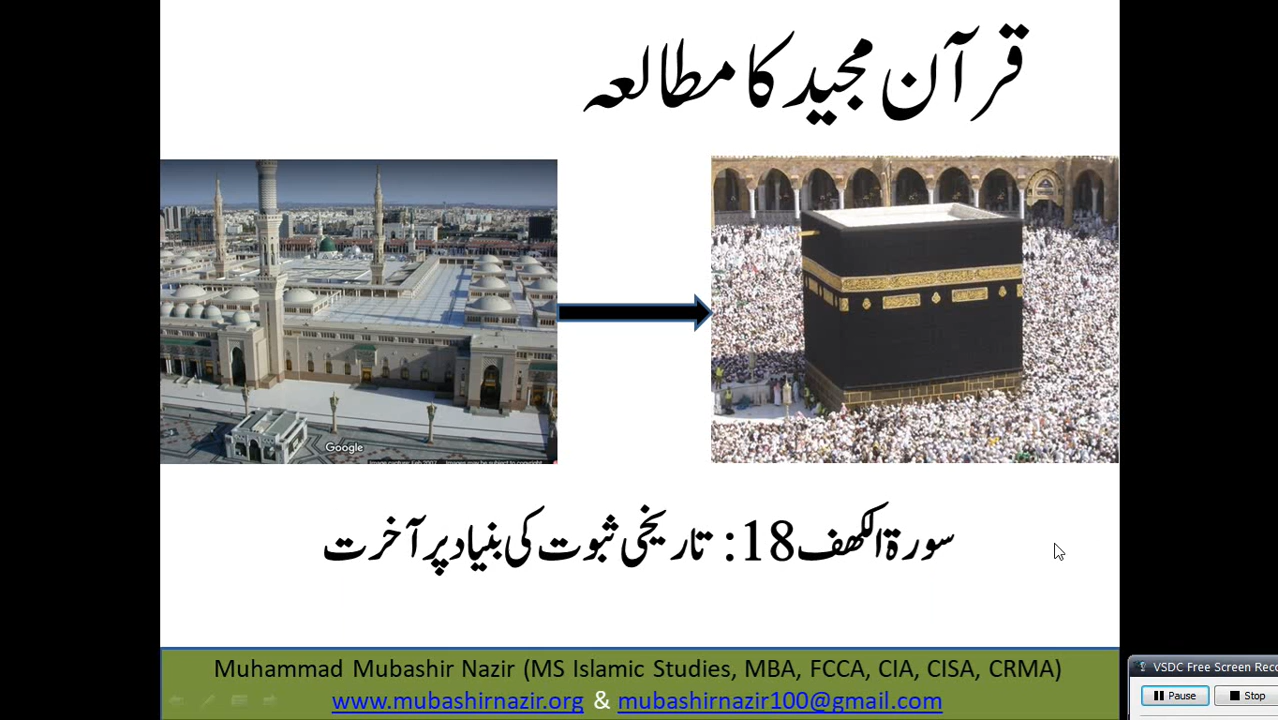 قرآن مجید کا مطالعہ
Google
سورۃ الکھف 18: تاریخی ثبوت کی بنیاد پر آخرت
Muhammad Mubashir Nazir (MS Islamic Studies, MBA, FCCA, CIA, CISA, CRMA)
www.mubashirnazir.org & mubashirnazir100@gmail.com
VSDC Free Screen Reco
Pause
Stop